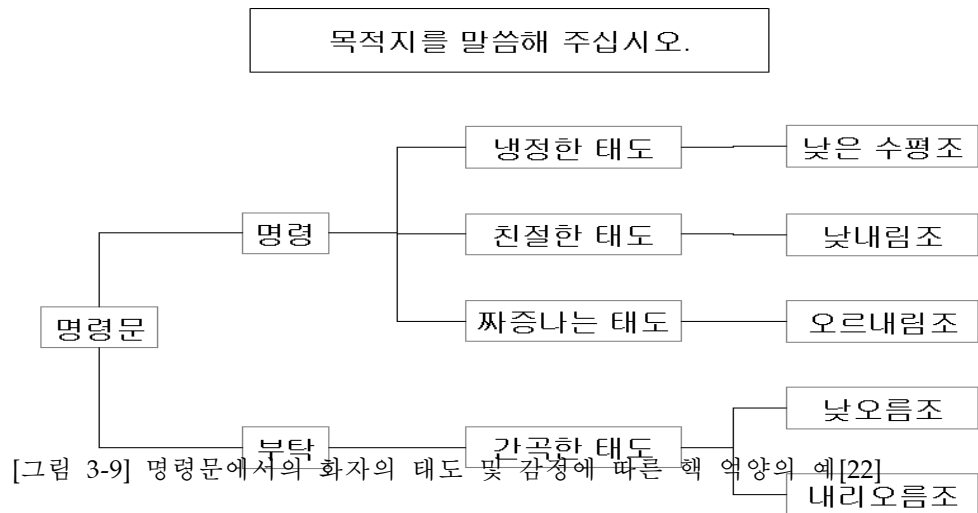 목적지를 말씀해 주십시오.
냉정한 태도 낮은 수평조
명령 친절한 태도 낮내림조
짜증나는 태도 오르내림조
명령문
낮오름조
부탁 간곡한 태도
[그림 3-9] 명령문에서의 화자의 태도 및 감정에 따른 핵 억양의 예[22]
내리오름조